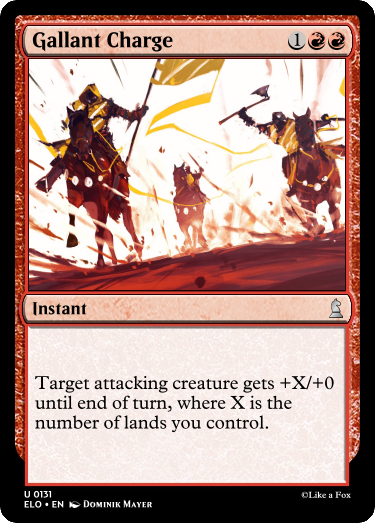 Gallant Charge 1
Instant
Target attacking creature gets +X/+0
until end of turn, where X is the
number of lands you control.
U 0131
ELO • EN Dominik Mayer
©Like a Fox